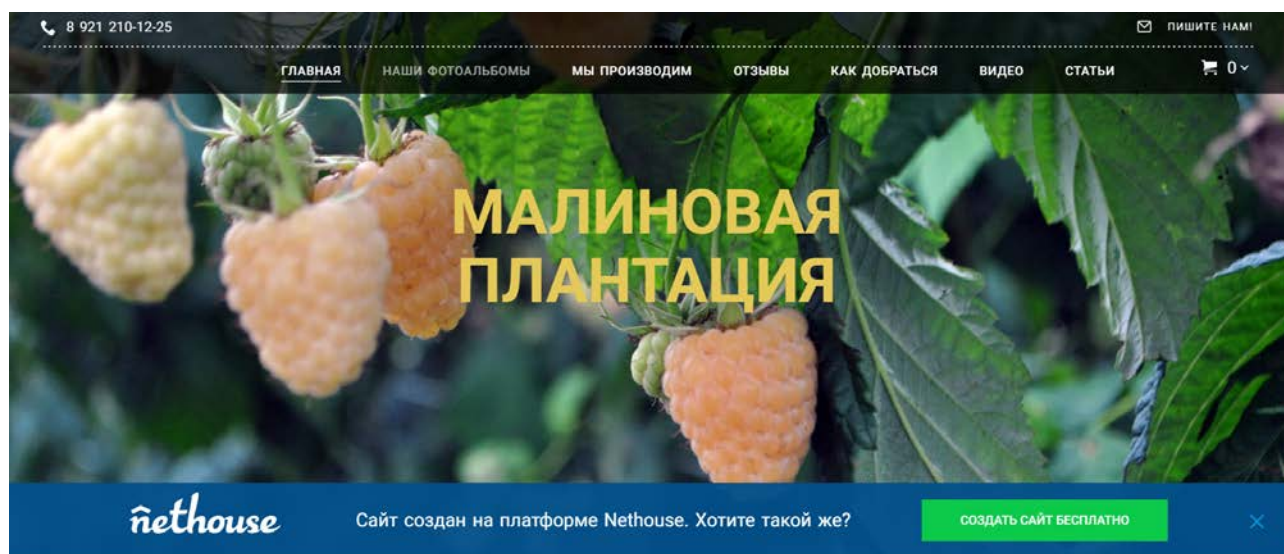 8 921 210-12-25
ПИШИТЕ НАМ!
ГЛАВНАЯ НАШИ ФОТОАЛЬБОМЫ МЫ ПРОИЗВОДИМ ОТЗЫВЫ КАК ДОБРАТЬСЯ ВИДЕО СТАТЬИ 0
МАЛИНОВАЯ
ПЛАНТАЦИЯ
n̂ethouse Сайт создан на платформе Nethouse. Хотите такой же? СОЗДАТЬ САЙТ БЕСПЛАТНО